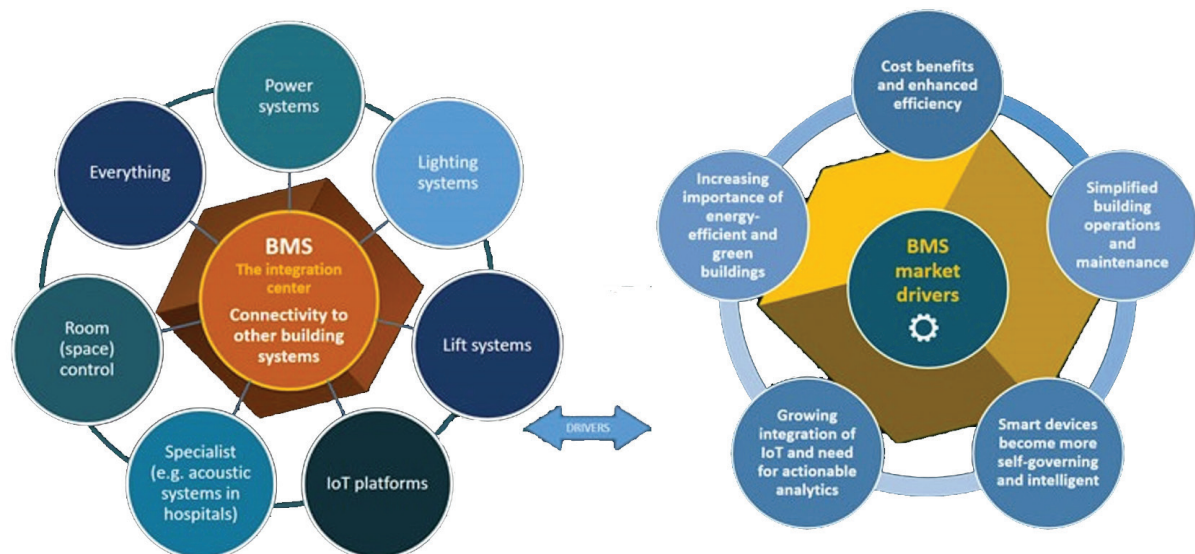 Power
systems
Everything
Lighting
systems
BMS
The integration
center
Connectivity to
other building
systems
Room
(space)
control
Lift systems
Specialist
(e.g. acoustic
systems in
hospitals)
IoT platforms
DRIVERS
Cost benefits
and enhanced
efficiency
Increasing
importance of
energy-
efficient and
green
buildings
Simplified
building
operations
and
maintenance
BMS
market
drivers
Growing
integration of
IoT and need
for actionable
analytics
Smart devices
become more
self-governing
and intelligent